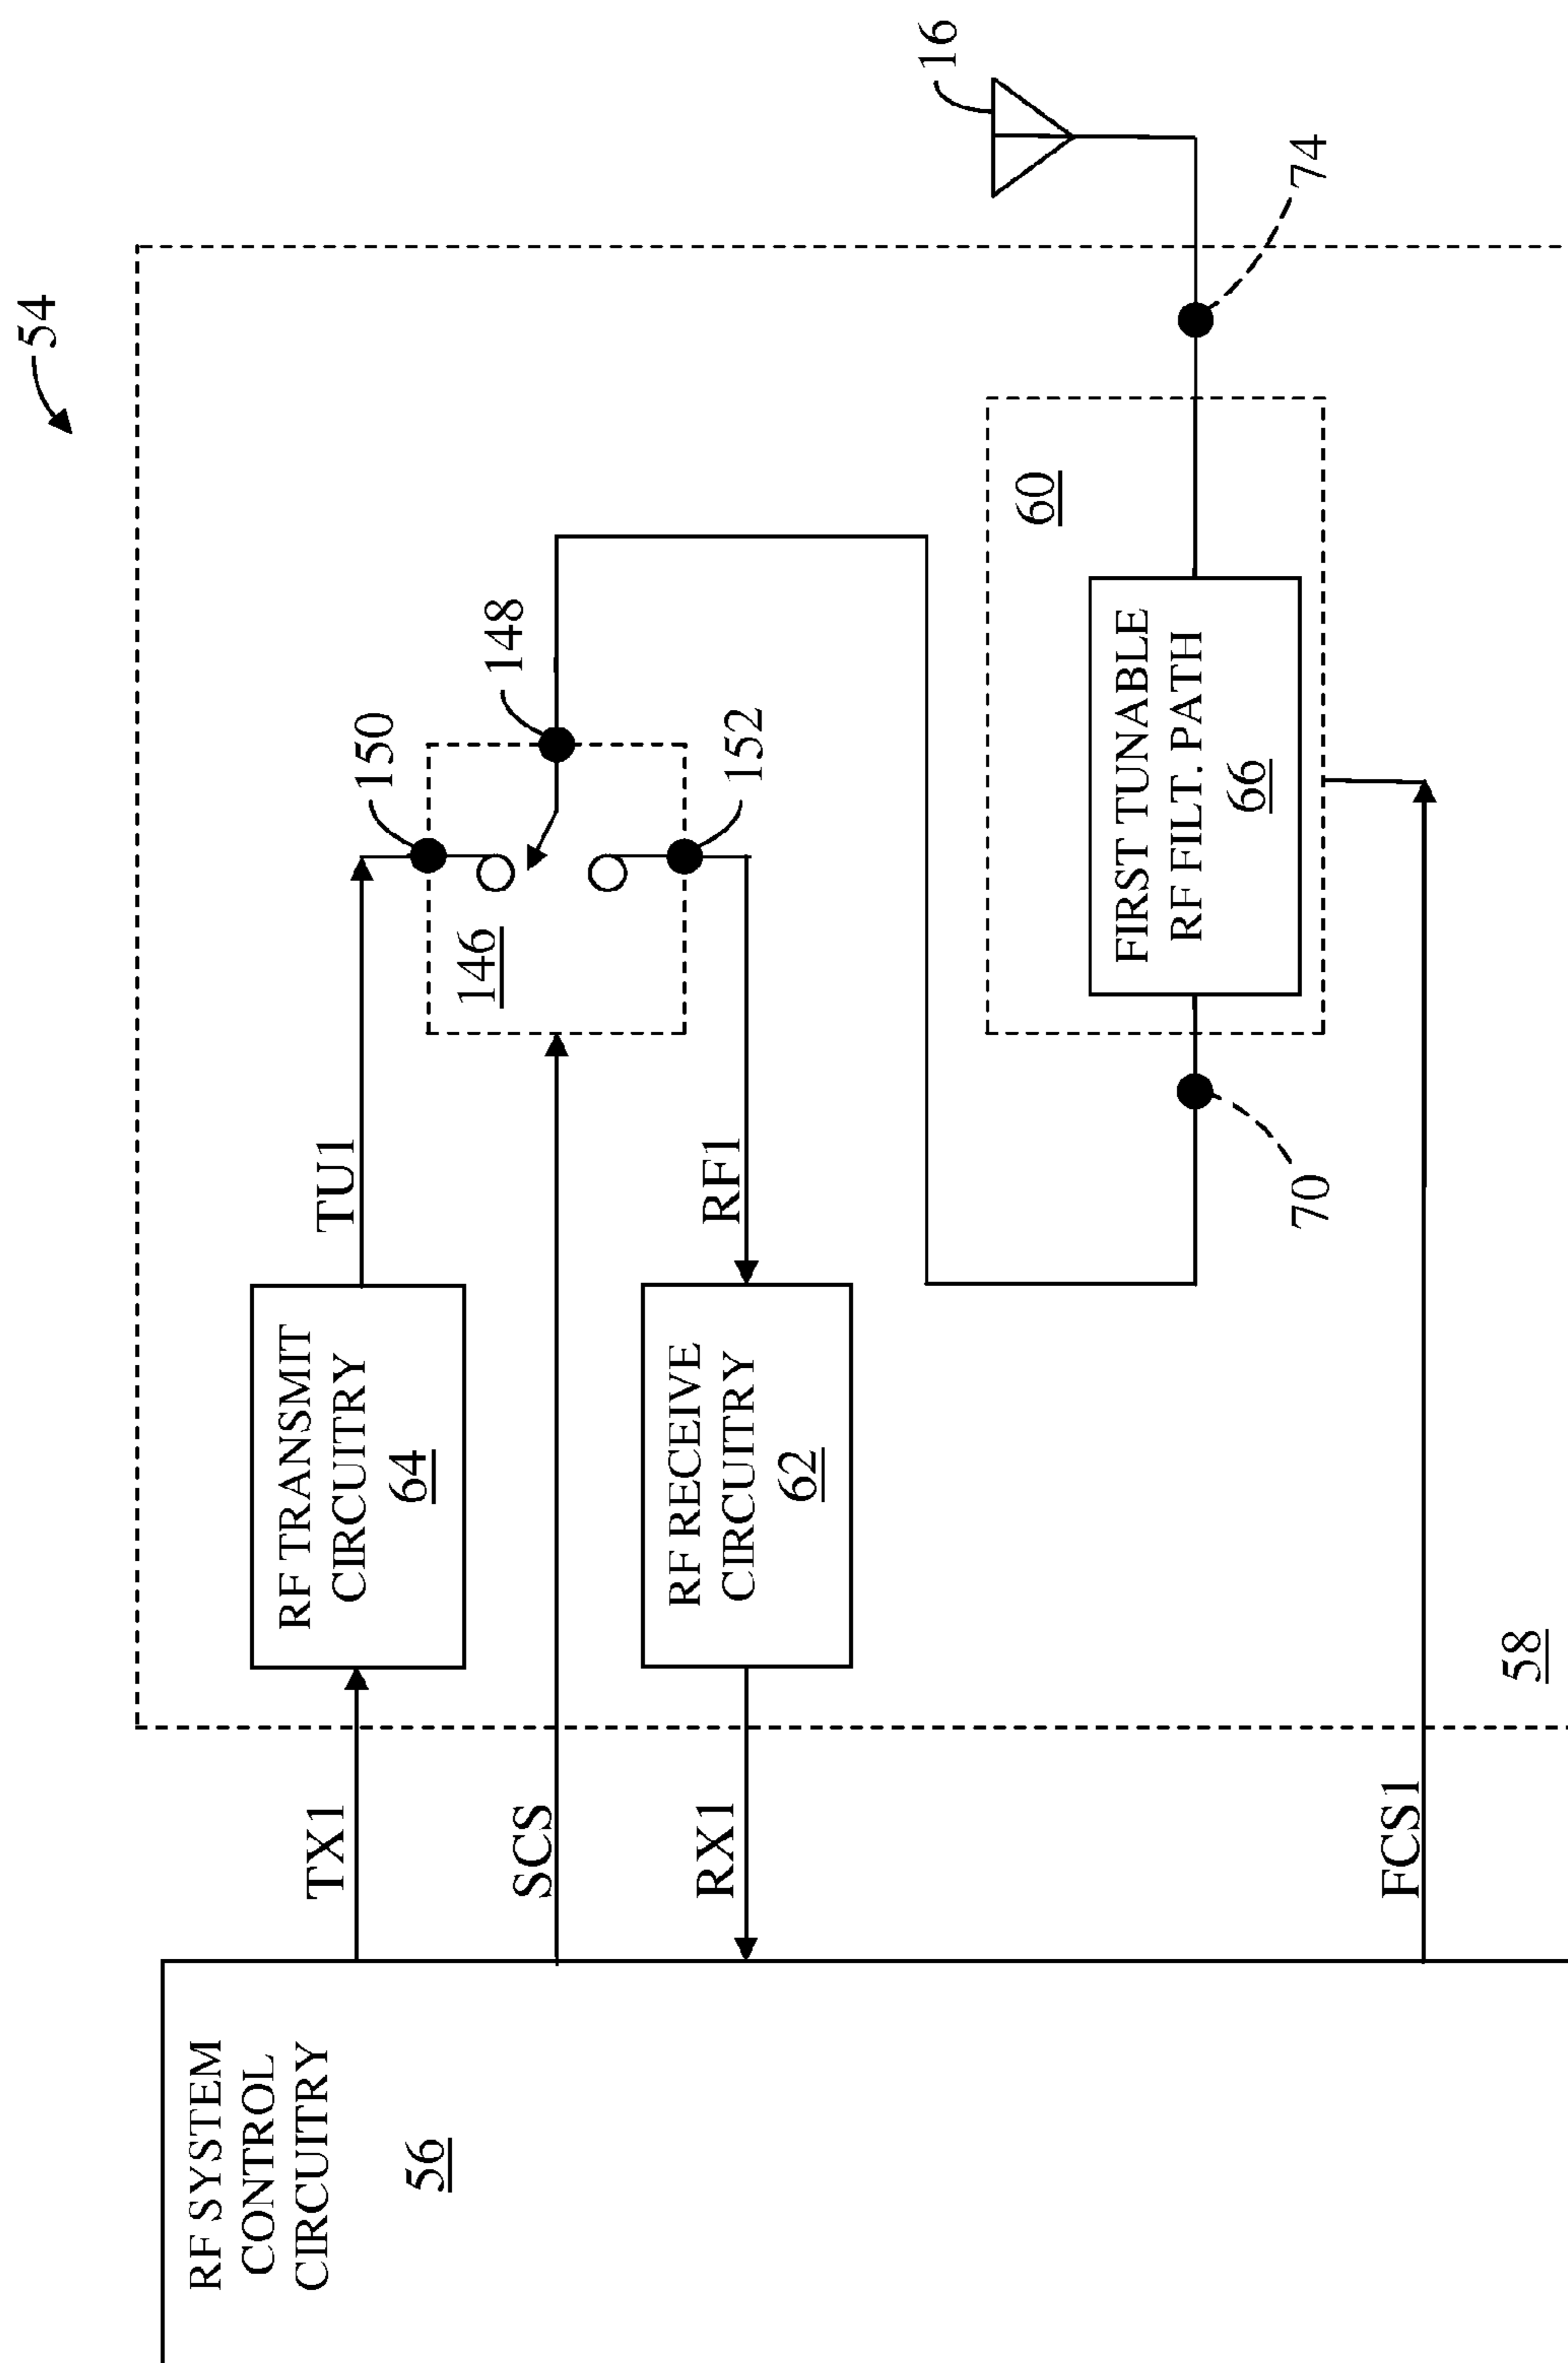 54
16
TX1
RF TRANSMIT
CIRCUITRY
64
TU1
150
146
148
SCS
152
RX1
RF RECEIVE
CIRCUITRY
62
RF1
RF SYSTEM
CONTROL
CIRCUITRY
56
60
FIRST TUNABLE
RF FILT. PATH
66
70
74
FCS1
58